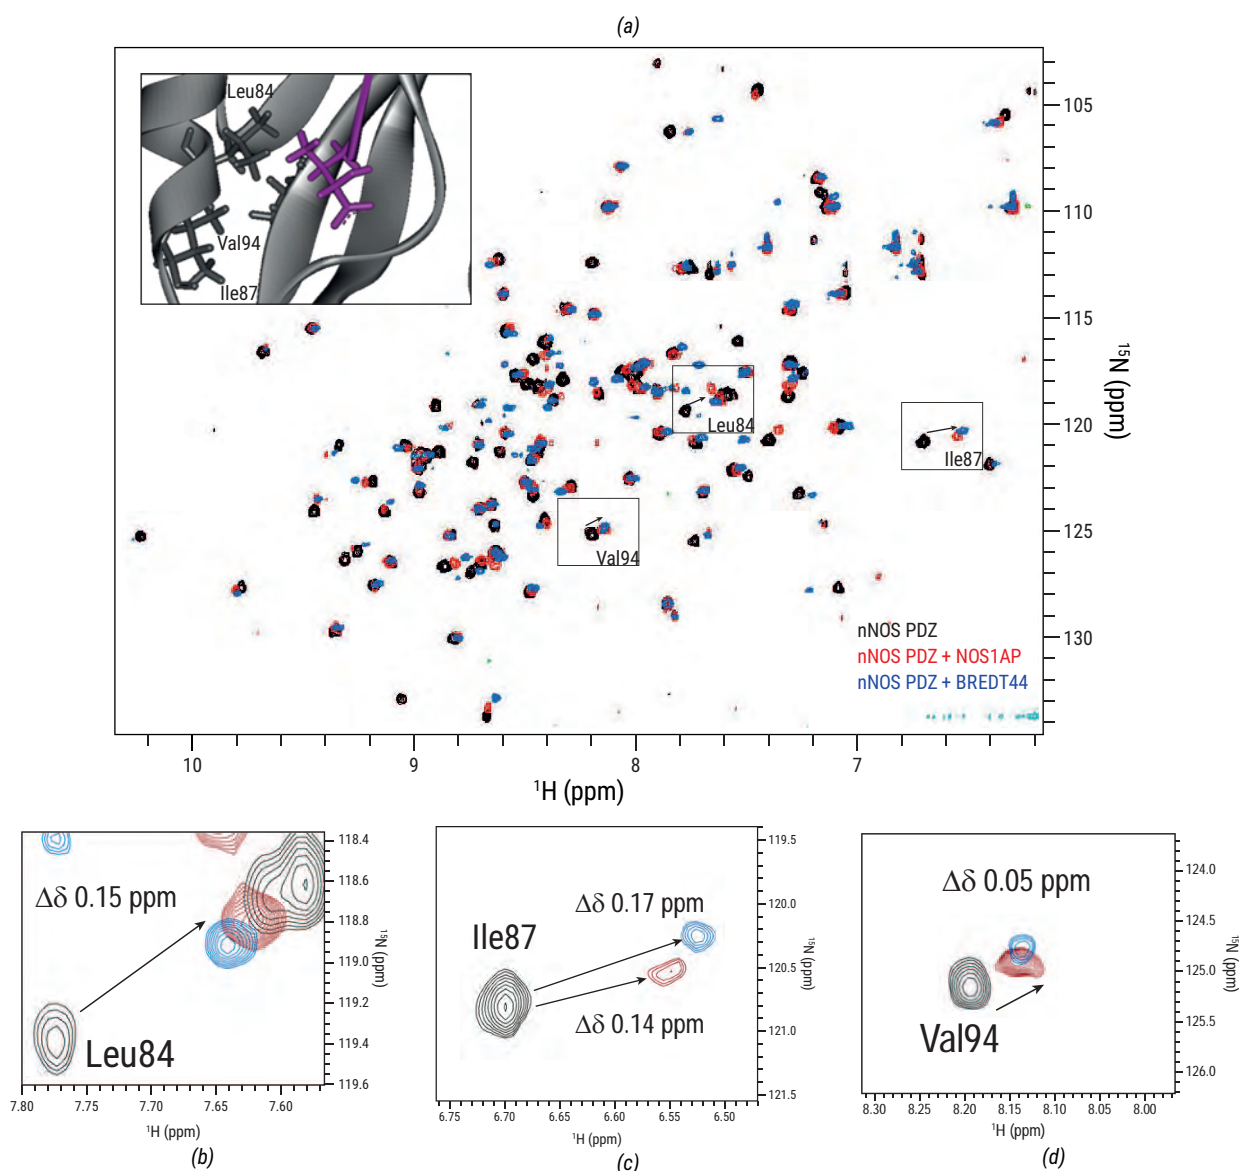 (a)
Leu84
Val94
Ile87
105
110
115
120
125
130
¹⁵N (ppm)
Leu84
Ile87
Val94
nNOS PDZ
nNOS PDZ + NOS1AP
nNOS PDZ + BREDT44
10
9
8
7
¹H (ppm)
Δδ 0.15 ppm
Leu84
118.4
118.6
118.8
119.0
119.2
119.4
119.6
¹⁵N (ppm)
7.80
7.75
7.70
7.65
7.60
¹H (ppm)
(b)
Δδ 0.17 ppm
Ile87
Δδ 0.14 ppm
119.5
120.0
120.5
121.0
121.5
¹⁵N (ppm)
6.75
6.70
6.65
6.60
6.55
6.50
¹H (ppm)
(c)
Δδ 0.05 ppm
Val94
124.0
124.5
125.0
125.5
126.0
¹⁵N (ppm)
8.30
8.25
8.20
8.15
8.10
8.05
8.00
¹H (ppm)
(d)